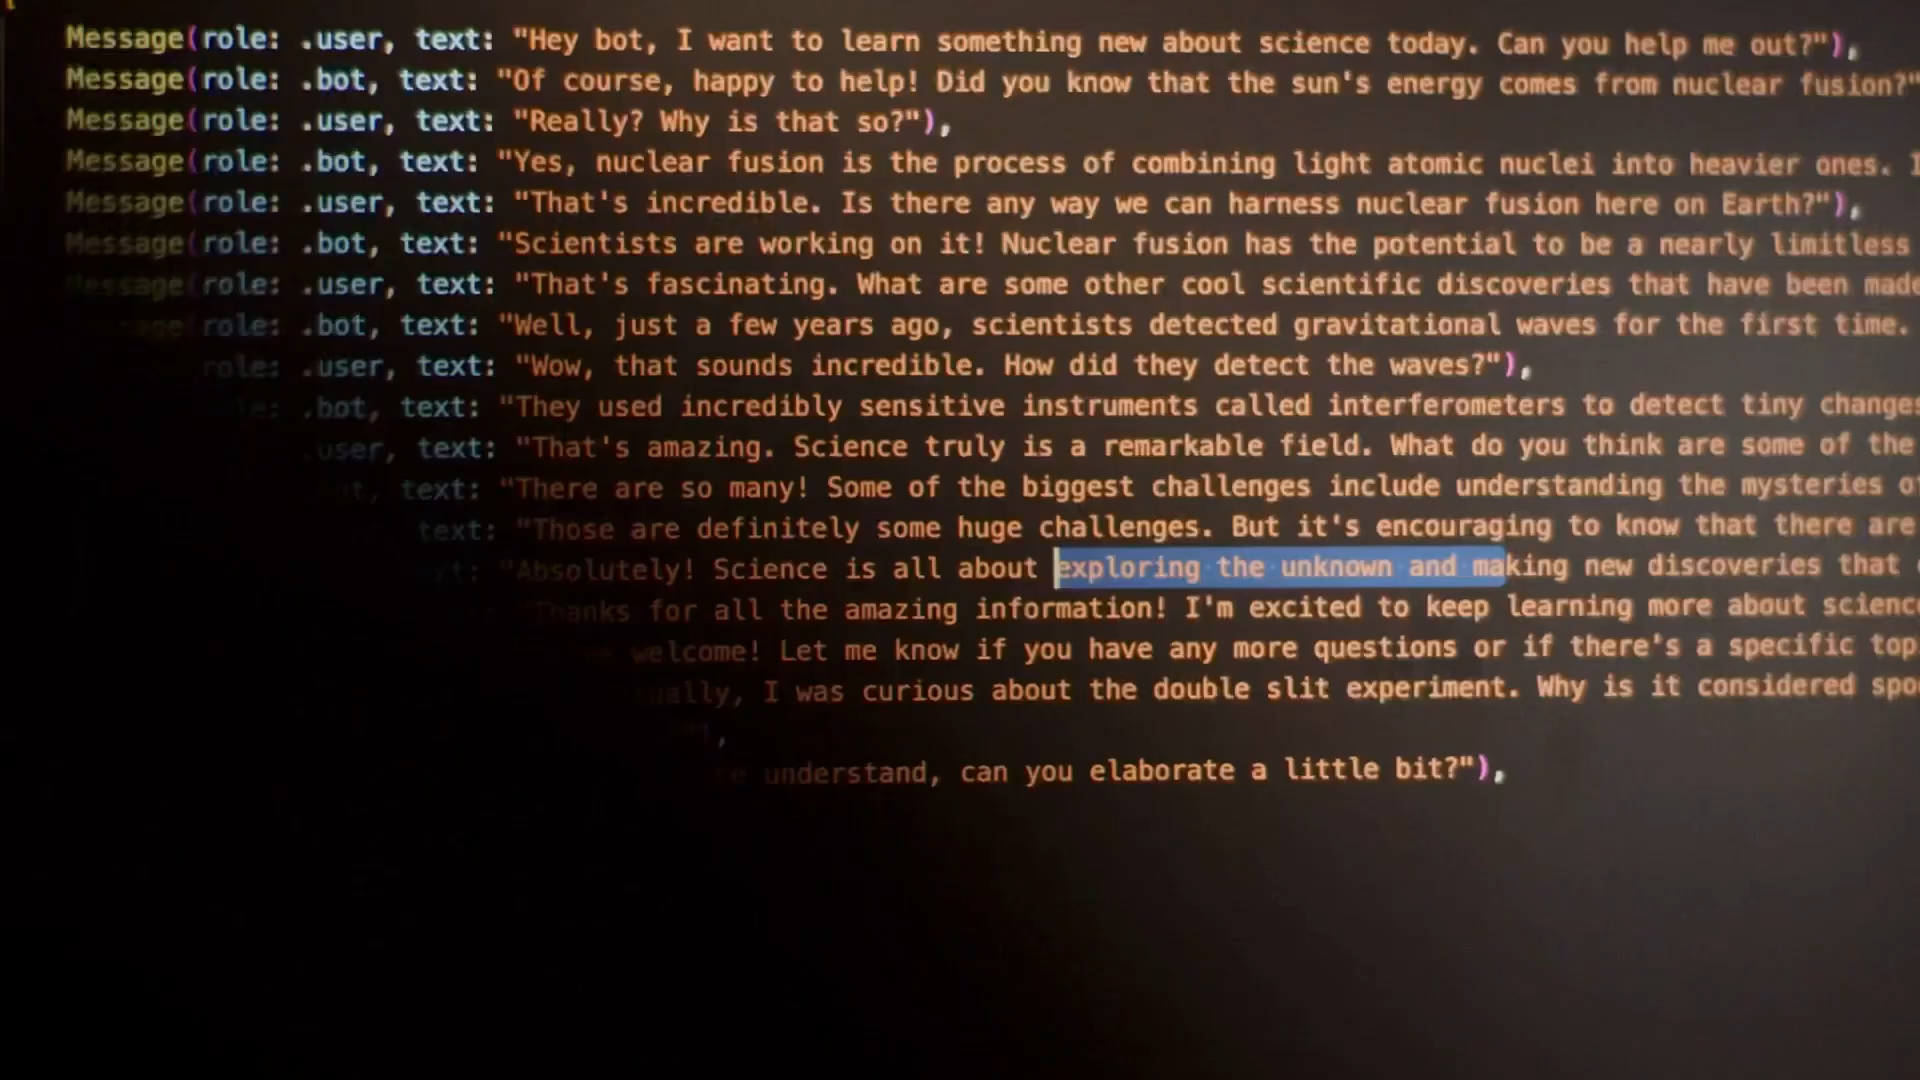 Message(role: .user, text: "Hey bot, I want to learn something new about science today. Can you help me out?"),
Message(role: .bot, text: "Of course, happy to help! Did you know that the sun's energy comes from nuclear fusion?"
Message(role: .user, text: "Really? Why is that so?"),
Message(role: .bot, text: "Yes, nuclear fusion is the process of combining light atomic nuclei into heavier ones. I
Message(role: .user, text: "That's incredible. Is there any way we can harness nuclear fusion here on Earth?"),
Message(role: .bot, text: "Scientists are working on it! Nuclear fusion has the potential to be a nearly limitless
Message(role: .user, text: "That's fascinating. What are some other cool scientific discoveries that have been made
role: .bot, text: "Well, just a few years ago, scientists detected gravitational waves for the first time.
role: .user, text: "Wow, that sounds incredible. How did they detect the waves?"),
.bot, text: "They used incredibly sensitive instruments called interferometers to detect tiny changes
user, text: "That's amazing. Science truly is a remarkable field. What do you think are some of the
text: "There are so many! Some of the biggest challenges include understanding the mysteries of
text: "Those are definitely some huge challenges. But it's encouraging to know that there are
"Absolutely! Science is all about exploring the unknown and making new discoveries that
"Thanks for all the amazing information! I'm excited to keep learning more about science
welcome! Let me know if you have any more questions or if there's a specific top
ually, I was curious about the double slit experiment. Why is it considered spo
",
understand, can you elaborate a little bit?"),